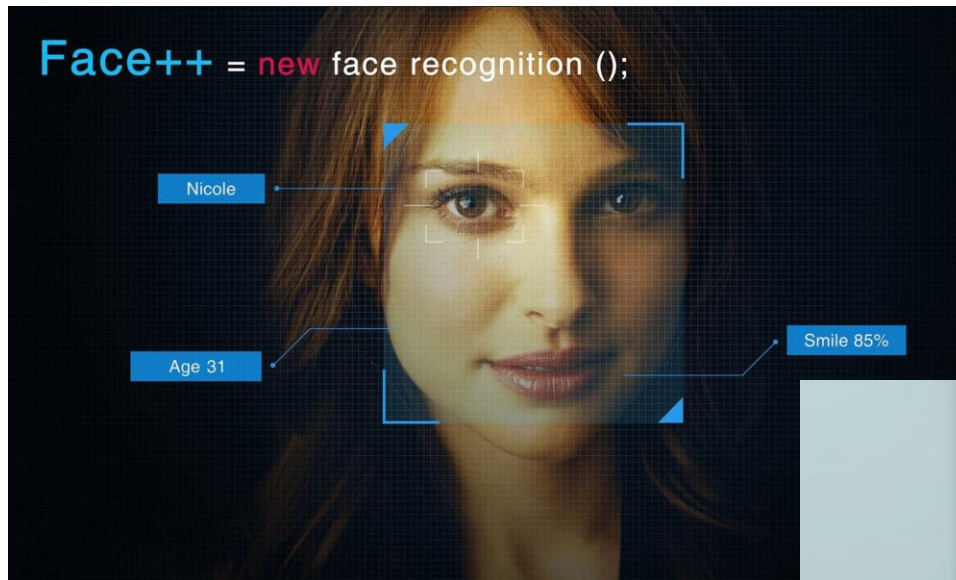 Face++ = new face recognition ();
Nicole
Smile 85%
Age 31